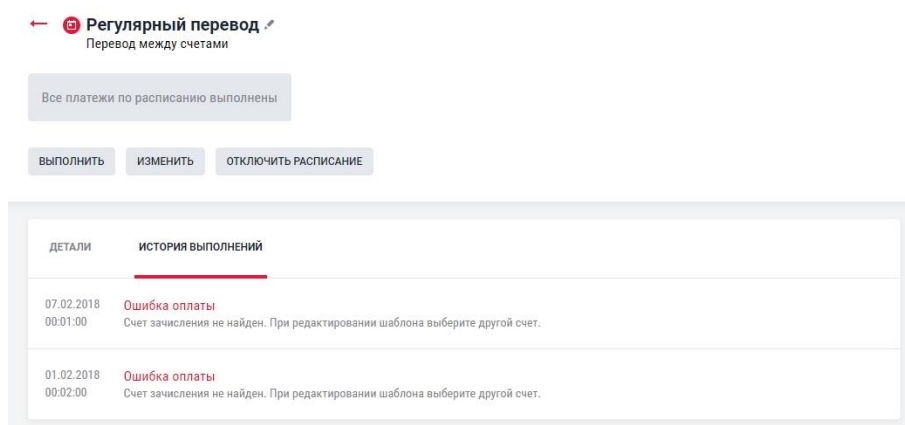 Регулярный перевод
Перевод между счетами
Все платежи по расписанию выполнены
ВЫПОЛНИТЬ ИЗМЕНИТЬ ОТКЛЮЧИТЬ РАСПИСАНИЕ
ДЕТАЛИ ИСТОРИЯ ВЫПОЛНЕНИЙ
07.02.2018 Ошибка оплаты
00:01:00 Счет зачисления не найден. При редактировании шаблона выберите другой счет.
01.02.2018 Ошибка оплаты
00:02:00 Счет зачисления не найден. При редактировании шаблона выберите другой счет.